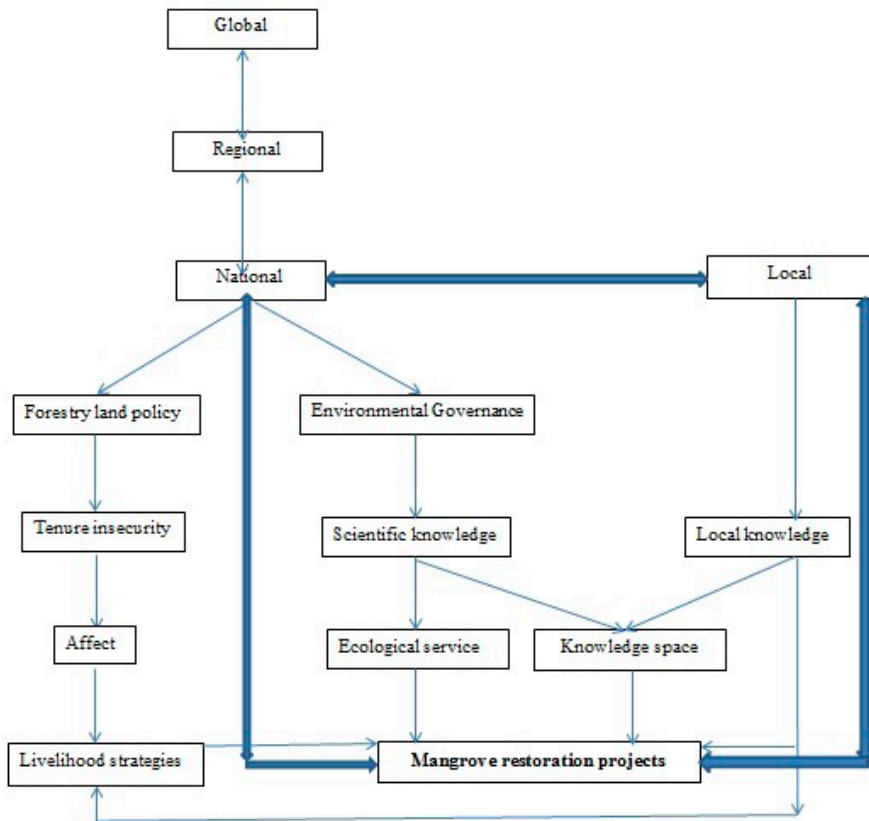 Global
Regional
National
Local
Forestry land policy
Environmental Governance
Tenure insecurity
Scientific knowledge
Local knowledge
Affect
Ecological service
Knowledge space
Livelihood strategies
Mangrove restoration projects